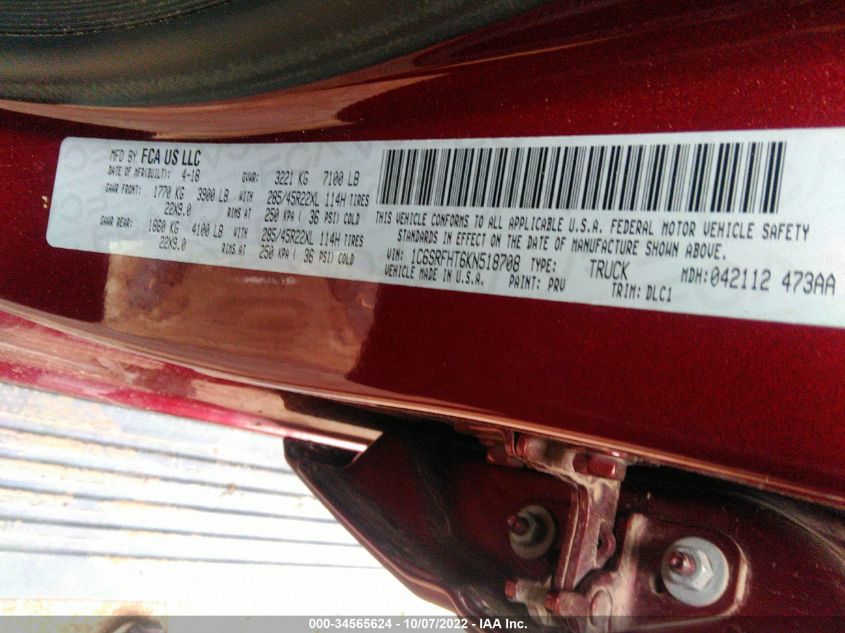 MFD BY FCA US LLC
DATE OF MFR(BUILT): 4-18 GVWR: 3221 KG 7100 LB
GAWR FRONT: 1770 KG 3900 LB WITH 285/45R22XL 114H TIRES
22X9.0 RIMS AT 250 KPA ( 36 PSI) COLD
GAWR REAR: 1860 KG 4100 LB WITH 285/45R22XL 114H TIRES
22X9.0 RIMS AT 250 KPA ( 36 PSI) COLD
THIS VEHICLE CONFORMS TO ALL APPLICABLE U.S.A. FEDERAL MOTOR VEHICLE SAFETY
STANDARDS IN EFFECT ON THE DATE OF MANUFACTURE SHOWN ABOVE.
VIN: 1C6SRFHT6KN518708 TYPE: TRUCK MDH:042112 473AA
VEHICLE MADE IN U.S.A. PAINT: PRV TRIM: DLC1
000-34565624 - 10/07/2022 - IAA Inc.